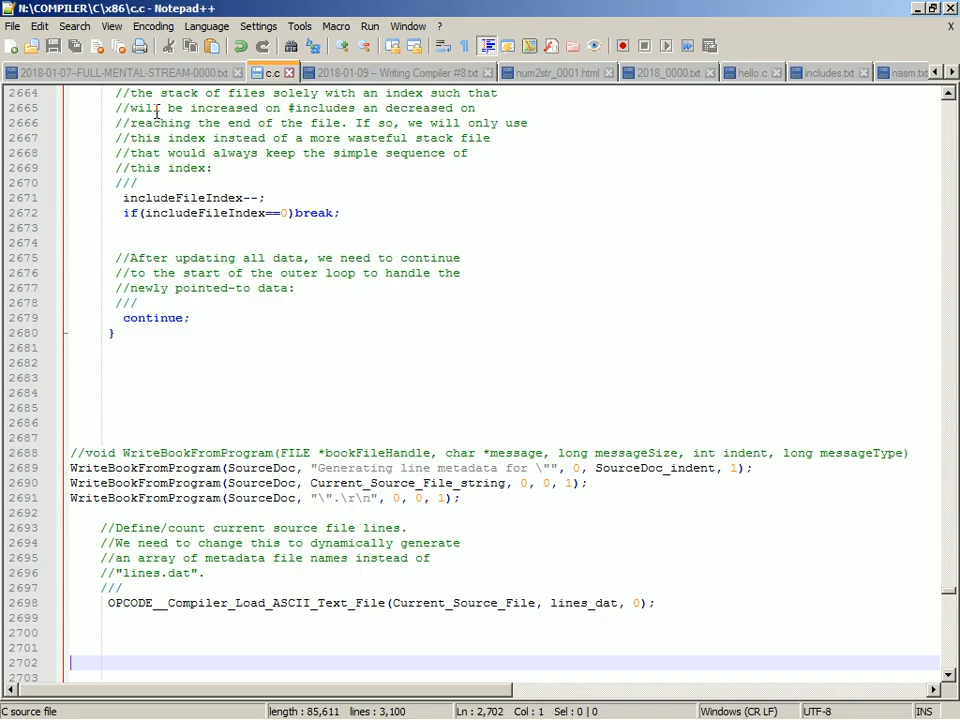 N:\COMPILER\C\x86\c.c - Notepad++
File Edit Search View Encoding Language Settings Tools Macro Run Window ? X
2018-01-07-FULL-MENTAL-STREAM-0000.txt c.c 2018-01-09 – Writing Compiler #8.txt num2str_0001.html 2018_0000.txt hello.c includes.txt nasm.txt
2664 //the stack of files solely with an index such that
2665 //will be increased on #includes an decreased on
2666 //reaching the end of the file. If so, we will only use
2667 //this index instead of a more wasteful stack file
2668 //that would always keep the simple sequence of
2669 //this index:
2670 ///
2671 includeFileIndex--;
2672 if(includeFileIndex==0)break;
2673
2674
2675 //After updating all data, we need to continue
2676 //to the start of the outer loop to handle the
2677 //newly pointed-to data:
2678 ///
2679 continue;
2680 }
2681
2682
2683
2684
2685
2686
2687
2688 //void WriteBookFromProgram(FILE *bookFileHandle, char *message, long messageSize, int indent, long messageType)
2689 WriteBookFromProgram(SourceDoc, "Generating line metadata for \"", 0, SourceDoc_indent, 1);
2690 WriteBookFromProgram(SourceDoc, Current_Source_File_string, 0, 0, 1);
2691 WriteBookFromProgram(SourceDoc, "\".\r\n", 0, 0, 1);
2692
2693 //Define/count current source file lines.
2694 //We need to change this to dynamically generate
2695 //an array of metadata file names instead of
2696 //"lines.dat".
2697 ///
2698 OPCODE__Compiler_Load_ASCII_Text_File(Current_Source_File, lines_dat, 0);
2699
2700
2701
2702
2703
C source file length : 85,611 lines : 3,100 Ln : 2,702 Col : 1 Sel : 0 | 0 Windows (CR LF) UTF-8 INS